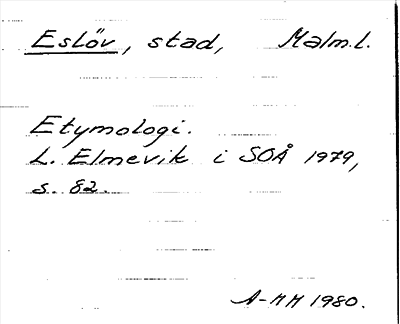 Eslöv, stad, Malm.l.
Etymologi.
L. Elmevik i SOÅ 1979,
s. 82.
A-MM 1980.